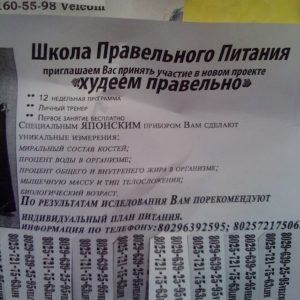 60-55-98 Velcom
Школа Правельного Питания
приглашаем Вас принять участие в новом проекте
«худеем правельно»
•• 12 недельная программа
•• Личный тренер
•• Первое занятие бесплатно
Специальным ЯПОНСКИМ прибором Вам сделают
уникальные измерения:
миральный состав костей;
процент воды в организме;
процент общего и внутренего жира в организме;
мышечную массу и тип телосложения;
биологический возраст.
По результатам иследования Вам порекомендуют
индивидуальный план питания.
информация по телефону:80296392595; 8025721750